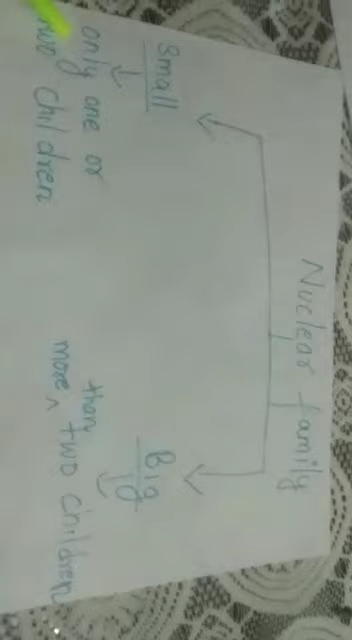 Nuclear family
Small
only one or
two children
Big
than
more ^ two children